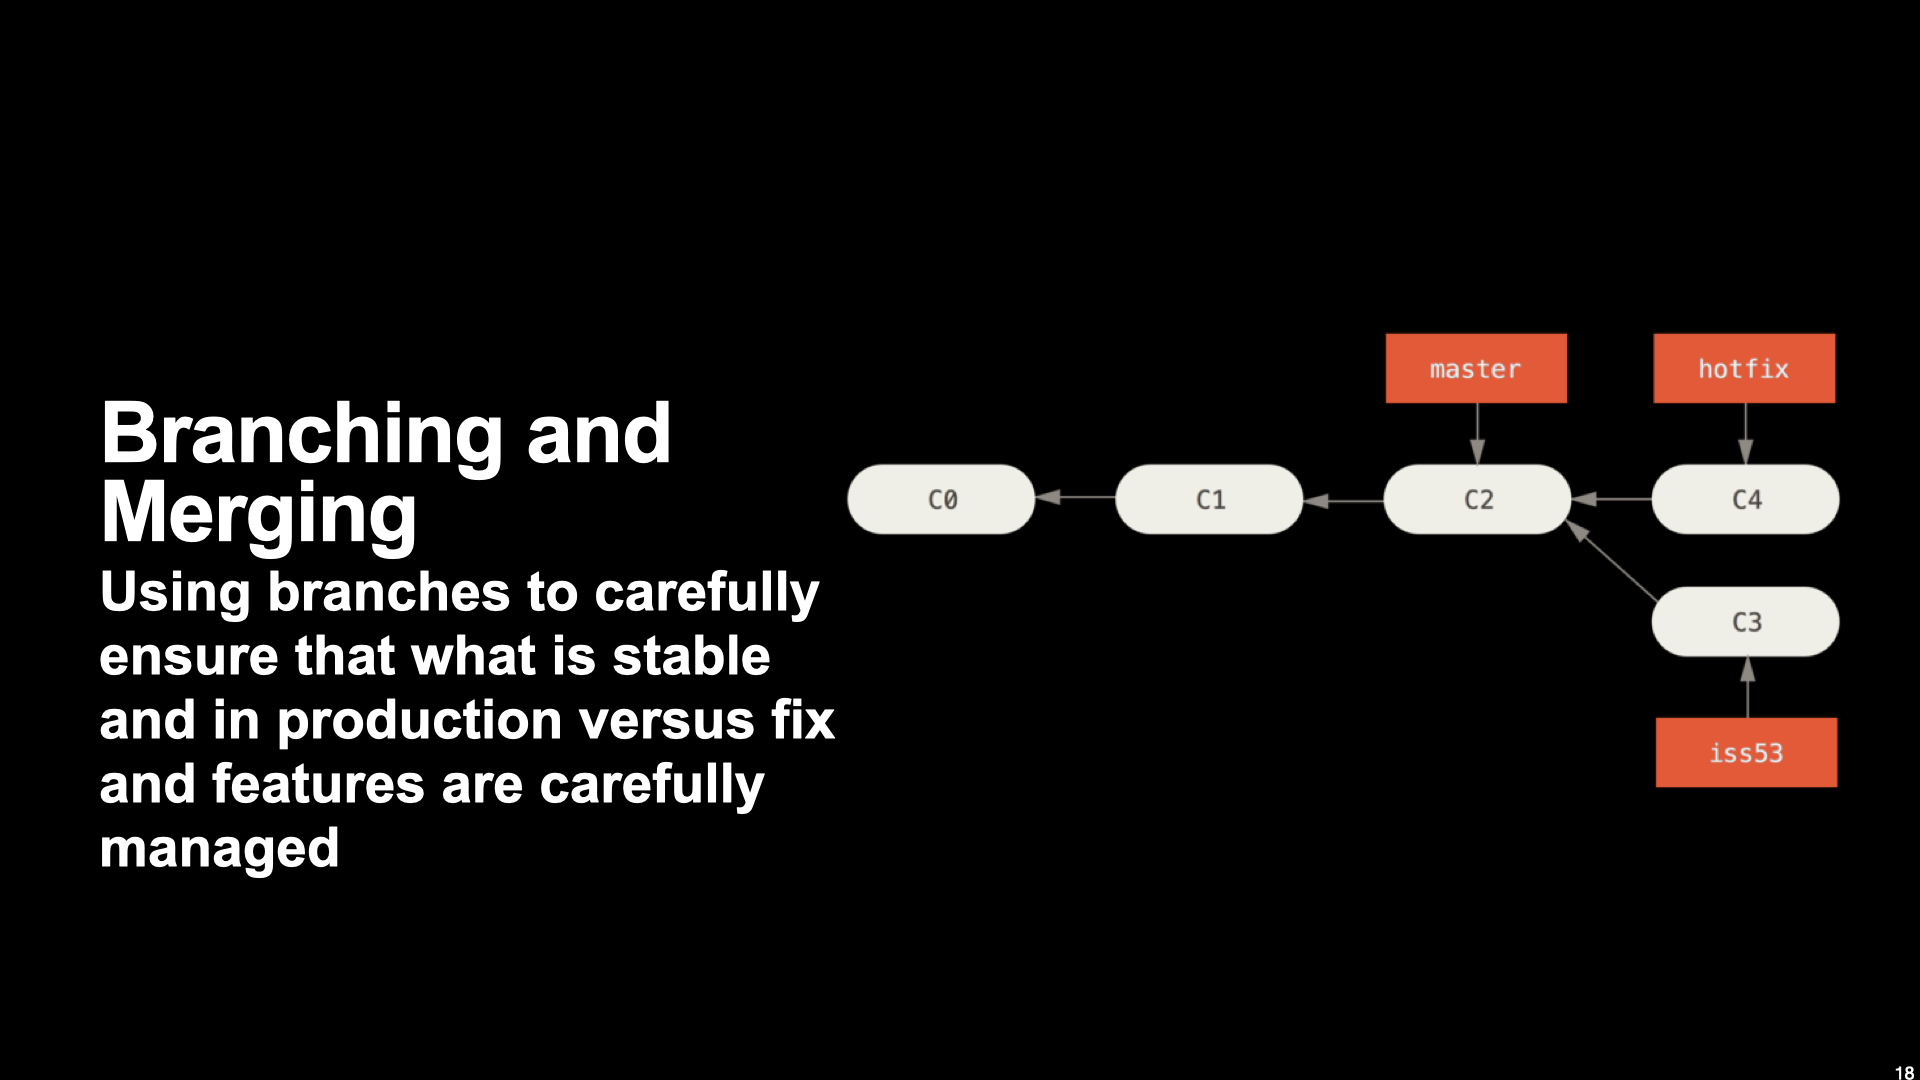 Branching and
Merging
Using branches to carefully
ensure that what is stable
and in production versus fix
and features are carefully
managed
master
hotfix
C0
C1
C2
C4
C3
iss53
18